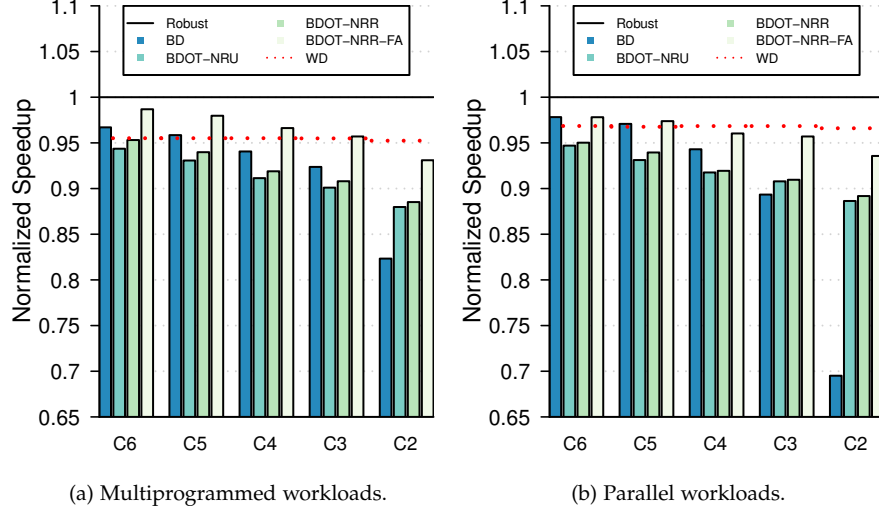 1.1
1.05
1
0.95
0.9
0.85
0.8
0.75
0.7
0.65
Normalized Speedup
Robust
BD
BDOT-NRU
BDOT-NRR
BDOT-NRR-FA
WD
C6 C5 C4 C3 C2
(a) Multiprogrammed workloads.
1.1
1.05
1
0.95
0.9
0.85
0.8
0.75
0.7
0.65
Normalized Speedup
Robust
BD
BDOT-NRU
BDOT-NRR
BDOT-NRR-FA
WD
C6 C5 C4 C3 C2
(b) Parallel workloads.